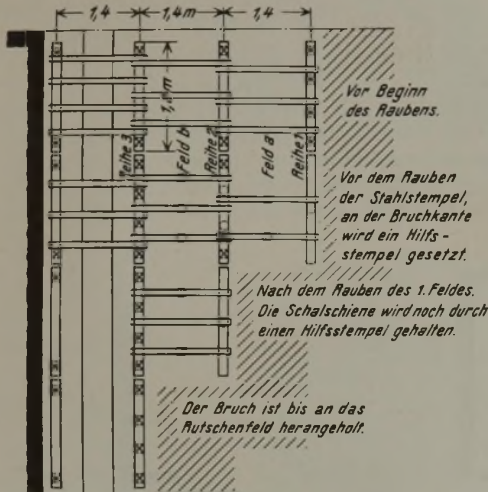 1,4
1,4m
1,4
Reihe 3
Feld b
Reihe 2
Feld a
Reihe 1
Vor Beginn
des Raubens.
Vor dem Rauben
der Stahlstempel,
an der Bruchkante
wird ein Hilfs-
stempel gesetzt.
Nach dem Rauben des 1.Feldes.
Die Schalschiene wird noch durch
einen Hilfsstempel gehalten.
Der Bruch ist bis an das
Rutschenfeld herangeholt.